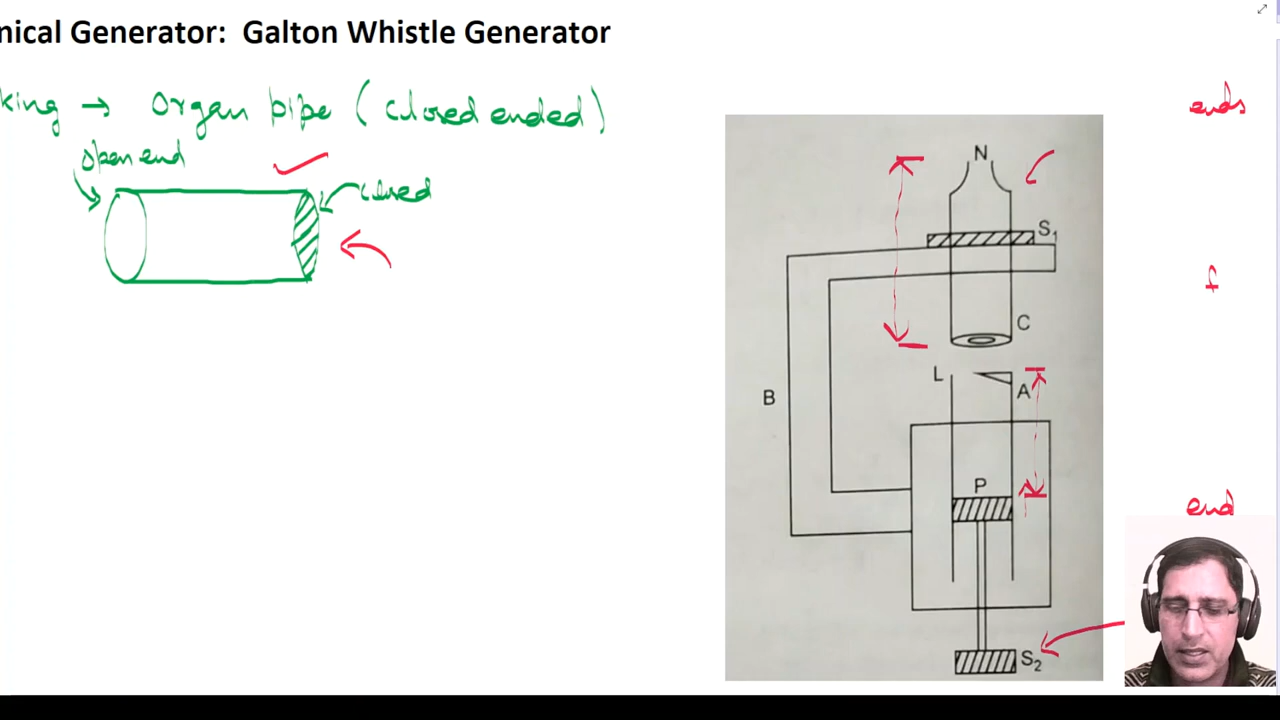 nical Generator: Galton Whistle Generator
king → Organ pipe (closed ended)
open end
closed
ends
N
S1
C
L
A
B
f
P
end
S2